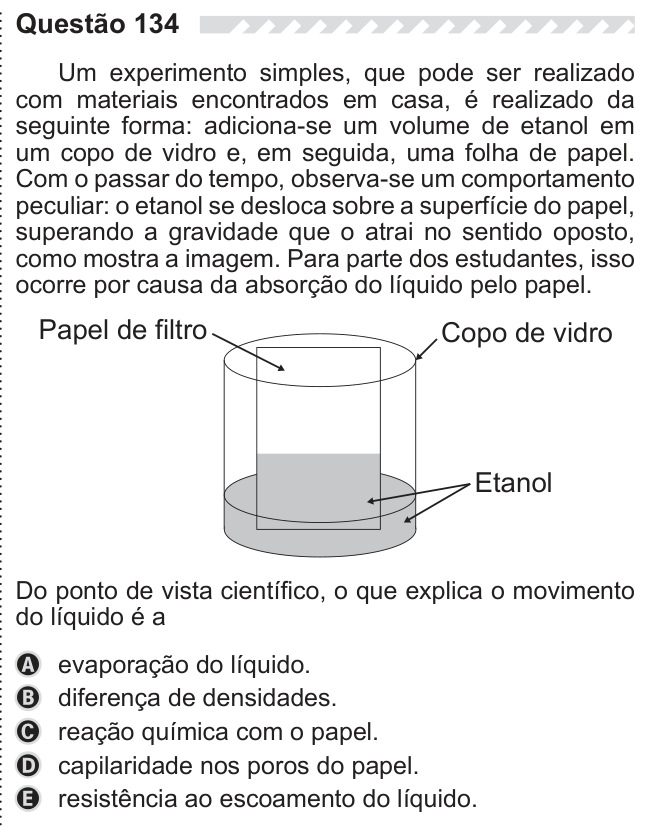 Questão 134
Um experimento simples, que pode ser realizado
com materiais encontrados em casa, é realizado da
seguinte forma: adiciona-se um volume de etanol em
um copo de vidro e, em seguida, uma folha de papel.
Com o passar do tempo, observa-se um comportamento
peculiar: o etanol se desloca sobre a superfície do papel,
superando a gravidade que o atrai no sentido oposto,
como mostra a imagem. Para parte dos estudantes, isso
ocorre por causa da absorção do líquido pelo papel.
Papel de filtro
Copo de vidro
Etanol
Do ponto de vista científico, o que explica o movimento
do líquido é a
A evaporação do líquido.
B diferença de densidades.
C reação química com o papel.
D capilaridade nos poros do papel.
E resistência ao escoamento do líquido.